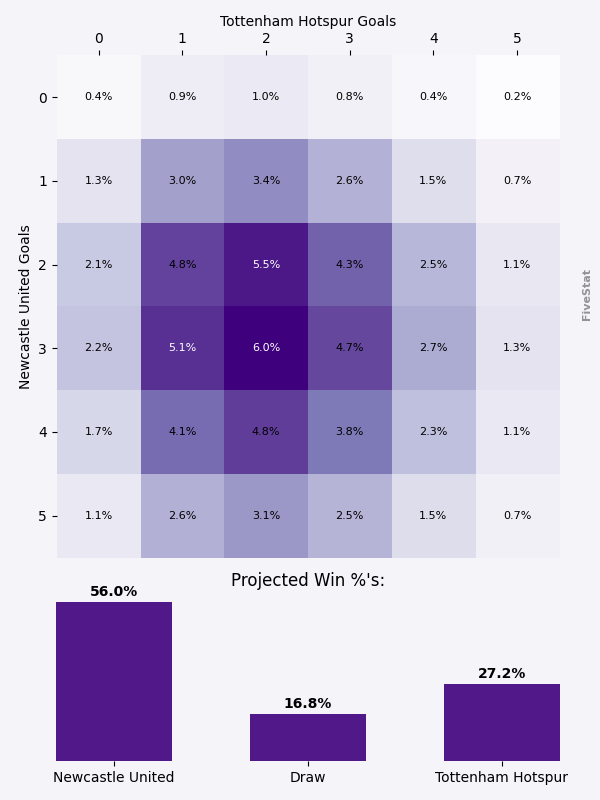 Tottenham Hotspur Goals
0 1 2 3 4 5
0 0.4% 0.9% 1.0% 0.8% 0.4% 0.2%
1 1.3% 3.0% 3.4% 2.6% 1.5% 0.7%
2 2.1% 4.8% 5.5% 4.3% 2.5% 1.1%
3 2.2% 5.1% 6.0% 4.7% 2.7% 1.3%
4 1.7% 4.1% 4.8% 3.8% 2.3% 1.1%
5 1.1% 2.6% 3.1% 2.5% 1.5% 0.7%
Newcastle United Goals
FiveStat
Projected Win %'s:
56.0% 16.8% 27.2%
Newcastle United Draw Tottenham Hotspur